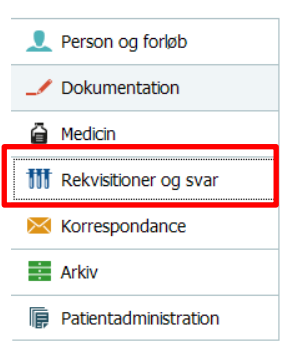 Person og forløb
Dokumentation
Medicin
Rekvisitioner og svar
Korrespondance
Arkiv
Patientadministration